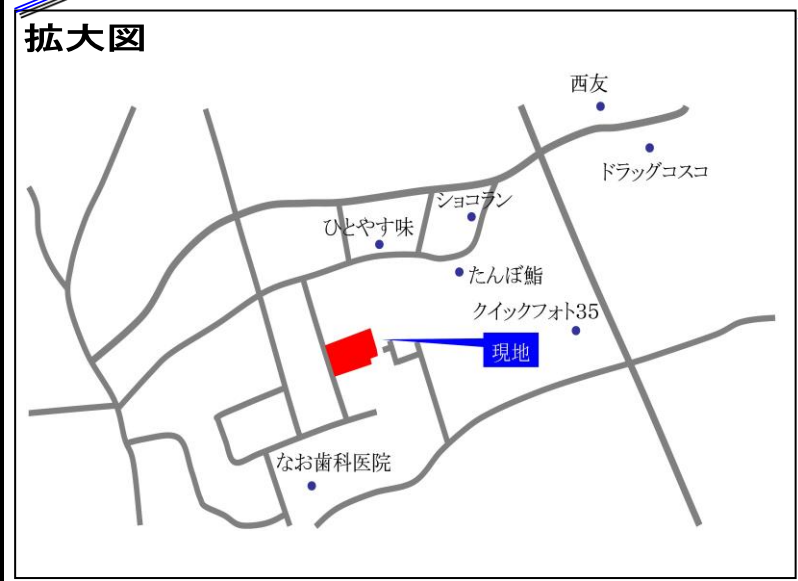 拡大図
西友
ドラッグコスコ
ショコラン
ひとやす味
たんぼ鮨
クイックフォト35
現地
なお歯科医院